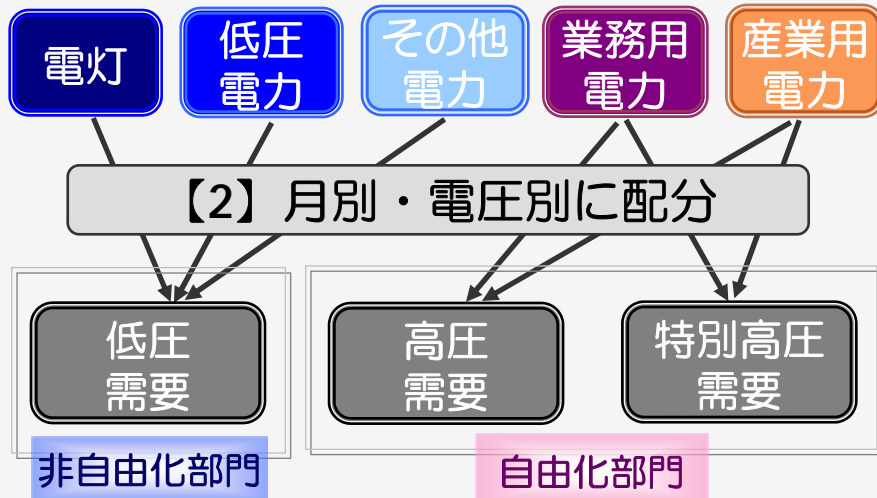 電灯
低圧
電力
その他
電力
業務用
電力
産業用
電力
【2】月別・電圧別に配分
低圧
需要
高圧
需要
特別高圧
需要
非自由化部門
自由化部門